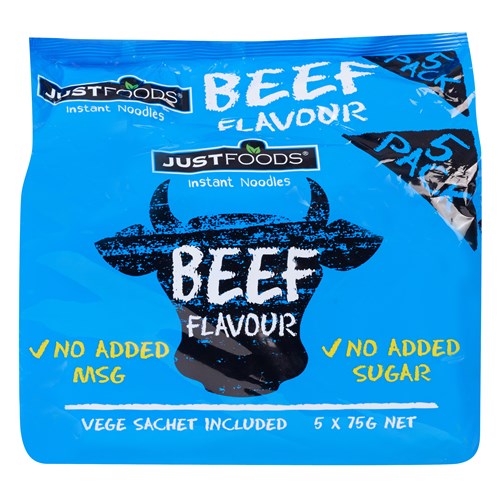 JUSTFOODS®
Instant Noodles
BEEF
FLAVOUR
5
PACK
JUSTFOODS®
Instant Noodles
5
PACK
BEEF
FLAVOUR
✓NO ADDED
MSG
✓NO ADDED
SUGAR
VEGE SACHET INCLUDED 5 X 75G NET